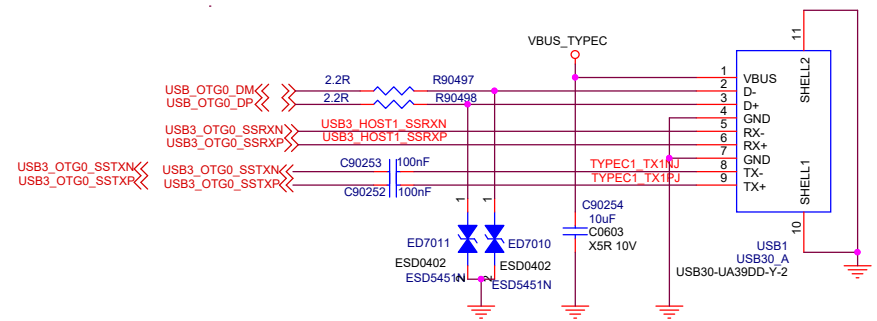 VBUS_TYPEC
11
SHELL2
USB_OTG0_DM
2.2R
R90497
1
VBUS
2
D-
USB_OTG0_DP
2.2R
R90498
3
D+
4
GND
USB3_OTG0_SSRXN
USB3_HOST1_SSRXN
5
RX-
USB3_OTG0_SSRXP
USB3_HOST1_SSRXP
6
RX+
7
GND
USB3_OTG0_SSTXN
USB3_OTG0_SSTXN
C90253
100nF
TYPEC1_TX1NJ
8
TX-
USB3_OTG0_SSTXP
USB3_OTG0_SSTXP
C90252
100nF
TYPEC1_TX1PJ
9
TX+
SHELL1
10
1
1
C90254
10uF
C0603
X5R 10V
ED7011
ED7010
ESD0402
ESD0402
2
2
ESD5451N
ESD5451N
USB1
USB30_A
USB30-UA39DD-Y-2